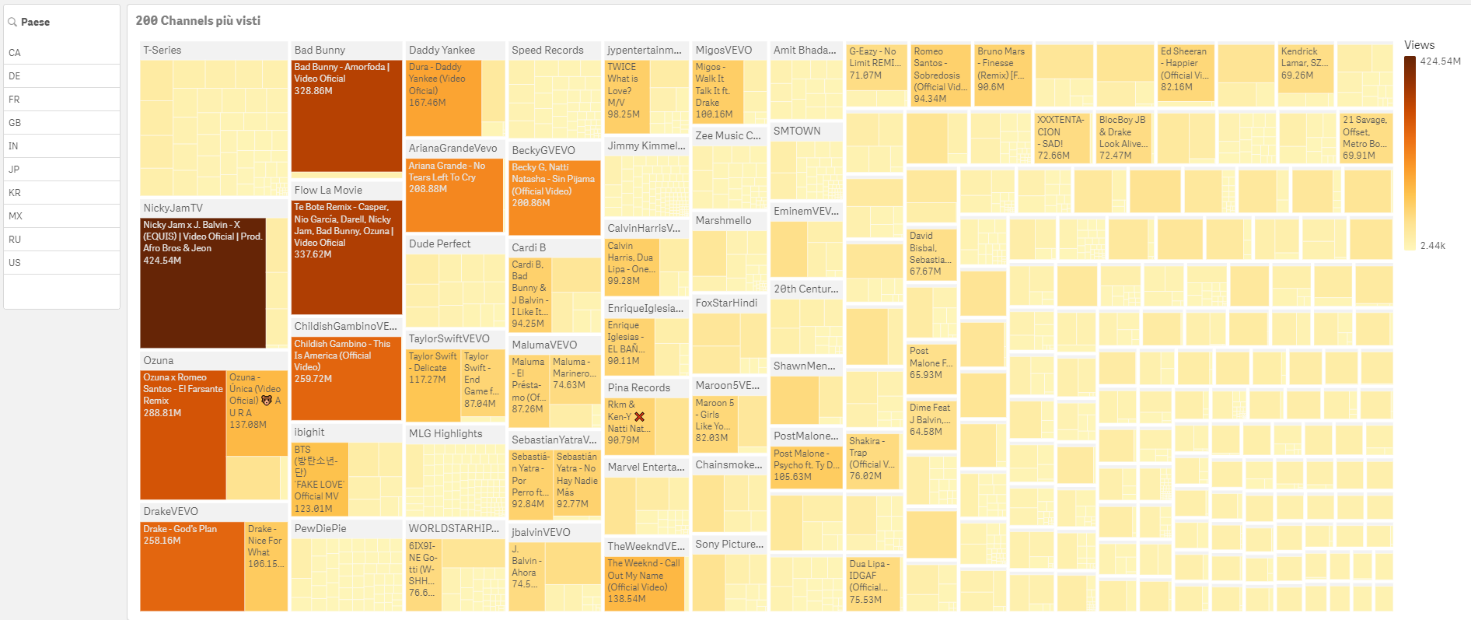 Paese
CA
DE
FR
GB
IN
JP
KR
MX
RU
US
200 Channels più visti
T-Series
NickyJamTV
Nicky Jam x J. Balvin - X
(EQUIS) | Video Oficial | Prod.
Afro Bros & Jeon
424.54M
Ozuna
Ozuna x Romeo
Santos - El Farsante
Remix
288.81M
Ozuna -
Única (Video
Oficial) 🐻 A
U R A
137.08M
DrakeVEVO
Drake - God's Plan
258.16M
Drake -
Nice For
What
106.15...
Bad Bunny
Bad Bunny - Amorfoda |
Video Oficial
328.86M
Flow La Movie
Te Bote Remix - Casper,
Nio García, Darell, Nicky
Jam, Bad Bunny, Ozuna |
Video Oficial
337.62M
ChildishGambinoVE...
Childish Gambino - This
Is America (Official
Video)
259.72M
ibighit
BTS
(방탄소년
단)
'FAKE LOVE'
Official MV
123.01M
PewDiePie
Daddy Yankee
Dura - Daddy
Yankee (Video
Oficial)
167.46M
ArianaGrandeVevo
Ariana Grande - No
Tears Left To Cry
208.88M
Dude Perfect
TaylorSwiftVEVO
Taylor Swift
- Delicate
117.27M
Taylor
Swift -
End
Game f...
87.04M
MLG Highlights
WORLDSTARHIP...
6IX9I-
NE Go-
tti (W-
SHH...
76.6...
Speed Records
BeckyGVEVO
Becky G, Natti
Natasha - Sin Pijama
(Official Video)
200.86M
Cardi B
Cardi B,
Bad
Bunny &
J Balvin -
I Like It...
94.25M
MalumaVEVO
Maluma
- El
Présta-
mo (Of...
87.26M
Maluma -
Marinero...
74.63M
SebastianYatraV...
Sebastiá-
n Yatra -
Por
Perro ft...
92.84M
Sebastián
Yatra - No
Hay Nadie
Más
92.77M
jbalvinVEVO
J.
Balvin -
Ahora
74.5...
jypentertainm...
TWICE
What is
Love?
M/V
98.25M
Jimmy Kimmel...
CalvinHarrisV...
Calvin
Harris, Dua
Lipa - One...
99.28M
EnriqueIglesia...
Enrique
Iglesias -
EL BAÑ...
90.11M
Pina Records
Rkm &
Ken-Y ❌
Natti Nat...
90.79M
Marvel Enterta...
TheWeekndVE...
The Weeknd - Call
Out My Name
(Official Video)
138.54M
MigosVEVO
Migos -
Walk It
Talk It ft.
Drake
100.16M
Zee Music C...
Marshmello
FoxStarHindi
Maroon5VE...
Maroon 5
- Girls
Like Yo...
82.03M
Chainsmoke...
Sony Picture...
Amit Bhada...
SMTOWN
EminemVEV...
20th Centur...
ShawnMen...
PostMalone...
Post Malone -
Psycho ft. Ty D...
105.63M
G-Eazy - No
Limit REMI...
71.07M
Shakira -
Trap
(Official V...
76.02M
Dua Lipa -
IDGAF
(Official...
75.53M
Romeo
Santos -
Sobredosis
(Official Vid...
94.34M
David
Bisbal,
Sebastia...
67.67M
Post
Malone F...
65.93M
Dime Feat
J Balvin,...
64.58M
Bruno Mars
- Finesse
(Remix) [F...
90.6M
XXXTENTA-
CION
- SAD!
72.66M
BlocBoy JB
& Drake
Look Alive...
72.47M
Ed Sheeran
- Happier
(Official Vi...
82.16M
Kendrick
Lamar, SZ...
69.26M
21 Savage,
Offset,
Metro Bo...
69.91M
Views
424.54M
2.44k